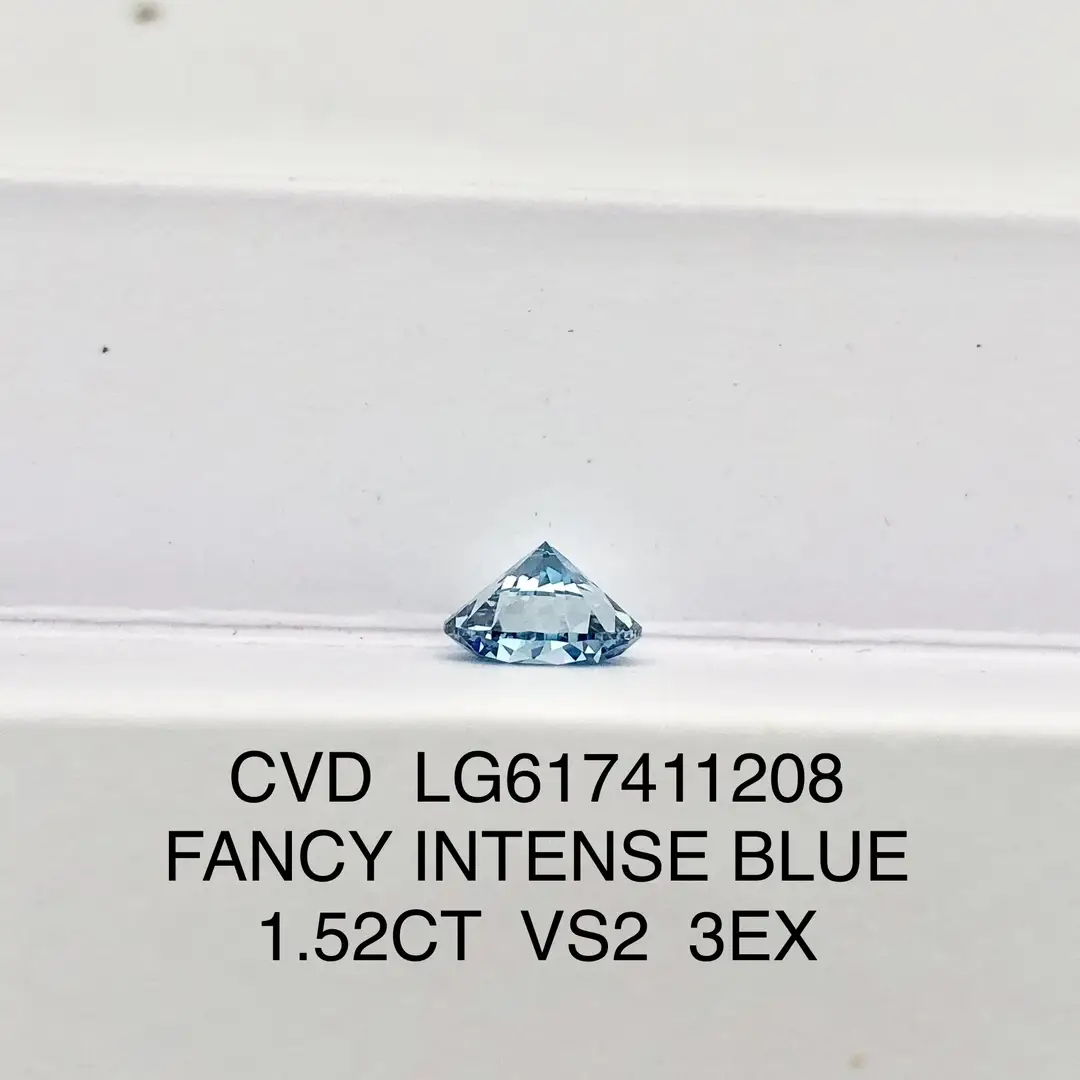 CVD LG617411208
FANCY INTENSE BLUE
1.52CT VS2 3EX